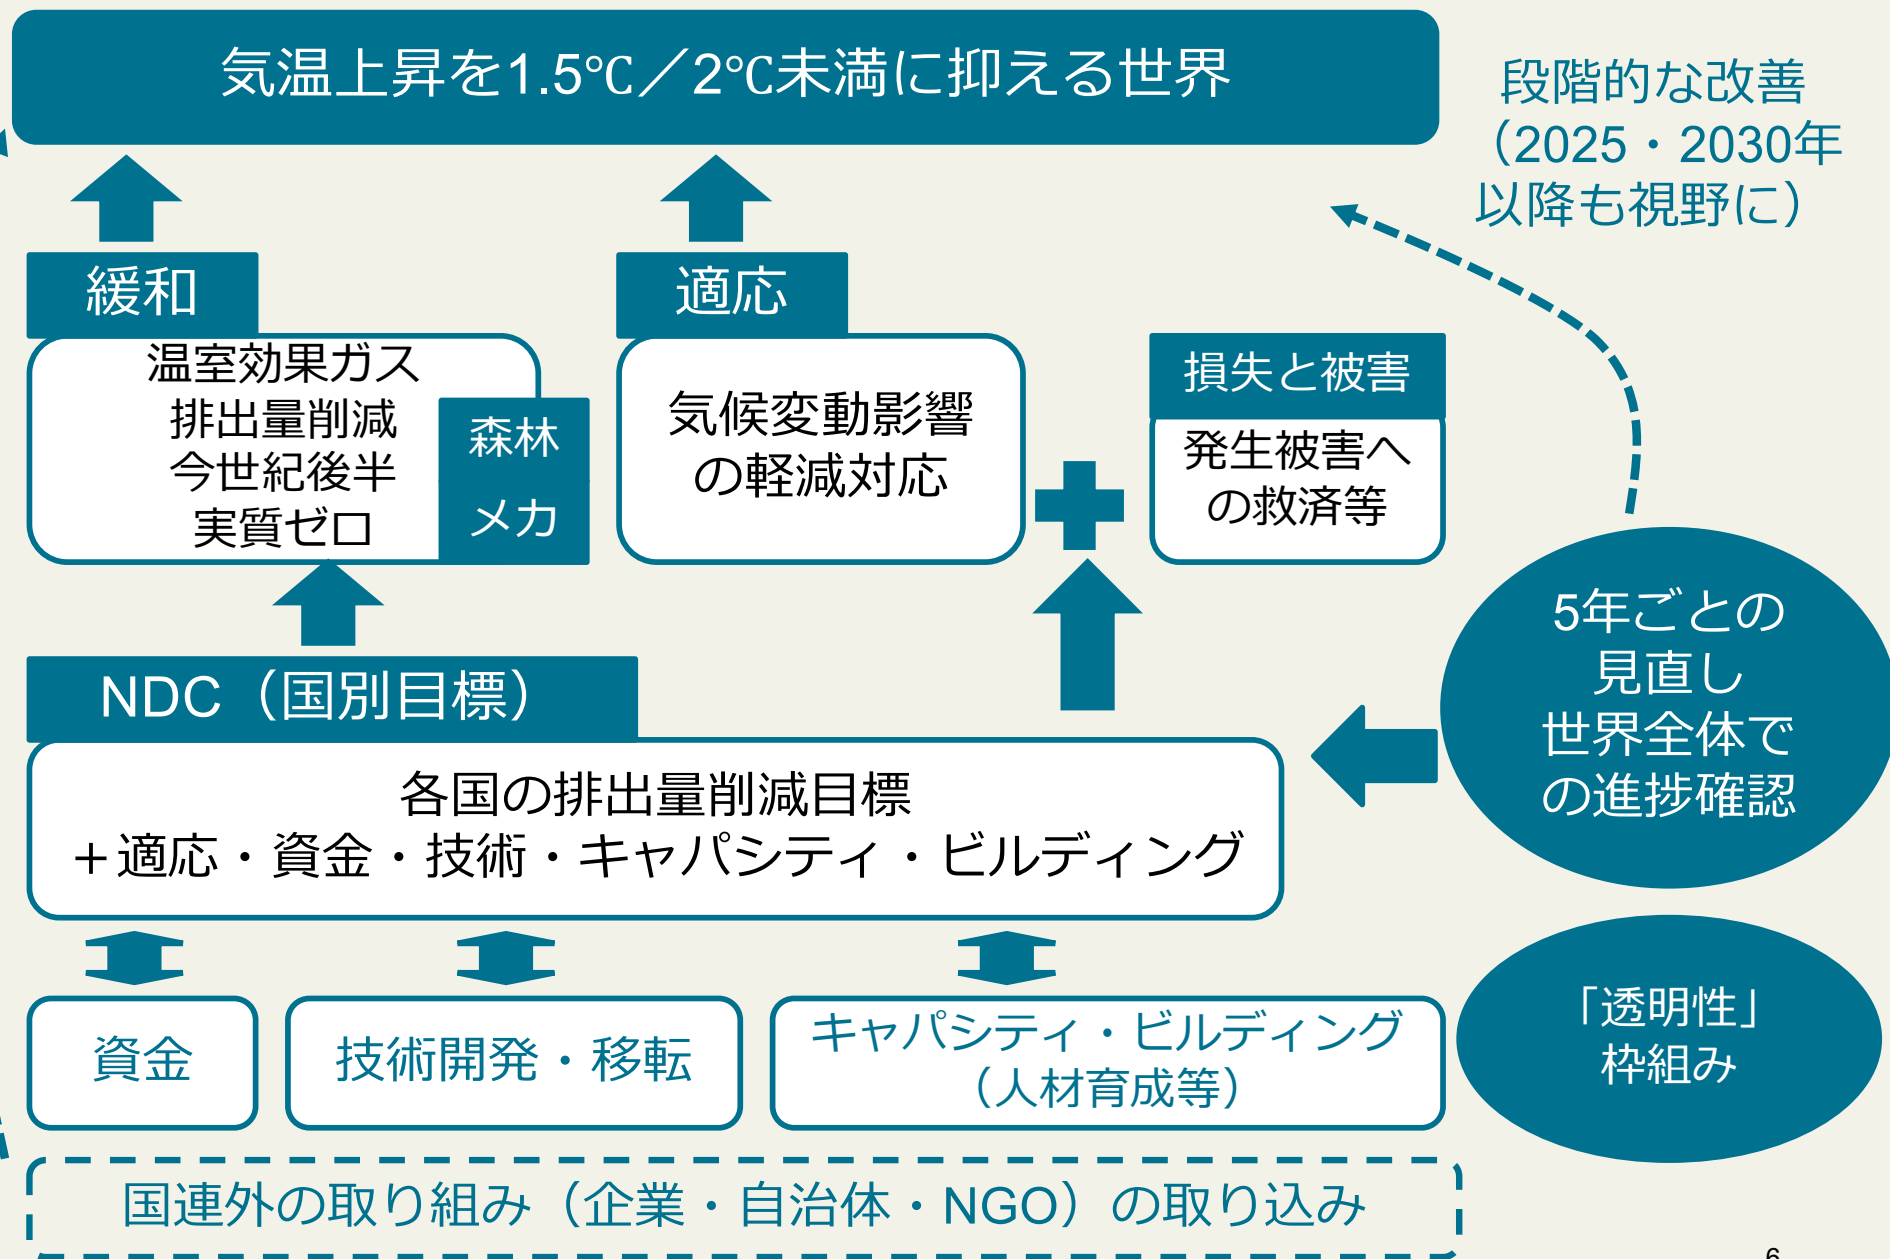 気温上昇を1.5℃／2℃未満に抑える世界
段階的な改善
（2025・2030年
以降も視野に）
緩和
温室効果ガス
排出量削減
今世紀後半
実質ゼロ
森林
メカ
適応
気候変動影響
の軽減対応
損失と被害
発生被害へ
の救済等
NDC（国別目標）
各国の排出量削減目標
＋適応・資金・技術・キャパシティ・ビルディング
5年ごとの
見直し
世界全体で
の進捗確認
資金
技術開発・移転
キャパシティ・ビルディング
（人材育成等）
「透明性」
枠組み
国連外の取り組み（企業・自治体・NGO）の取り込み
6